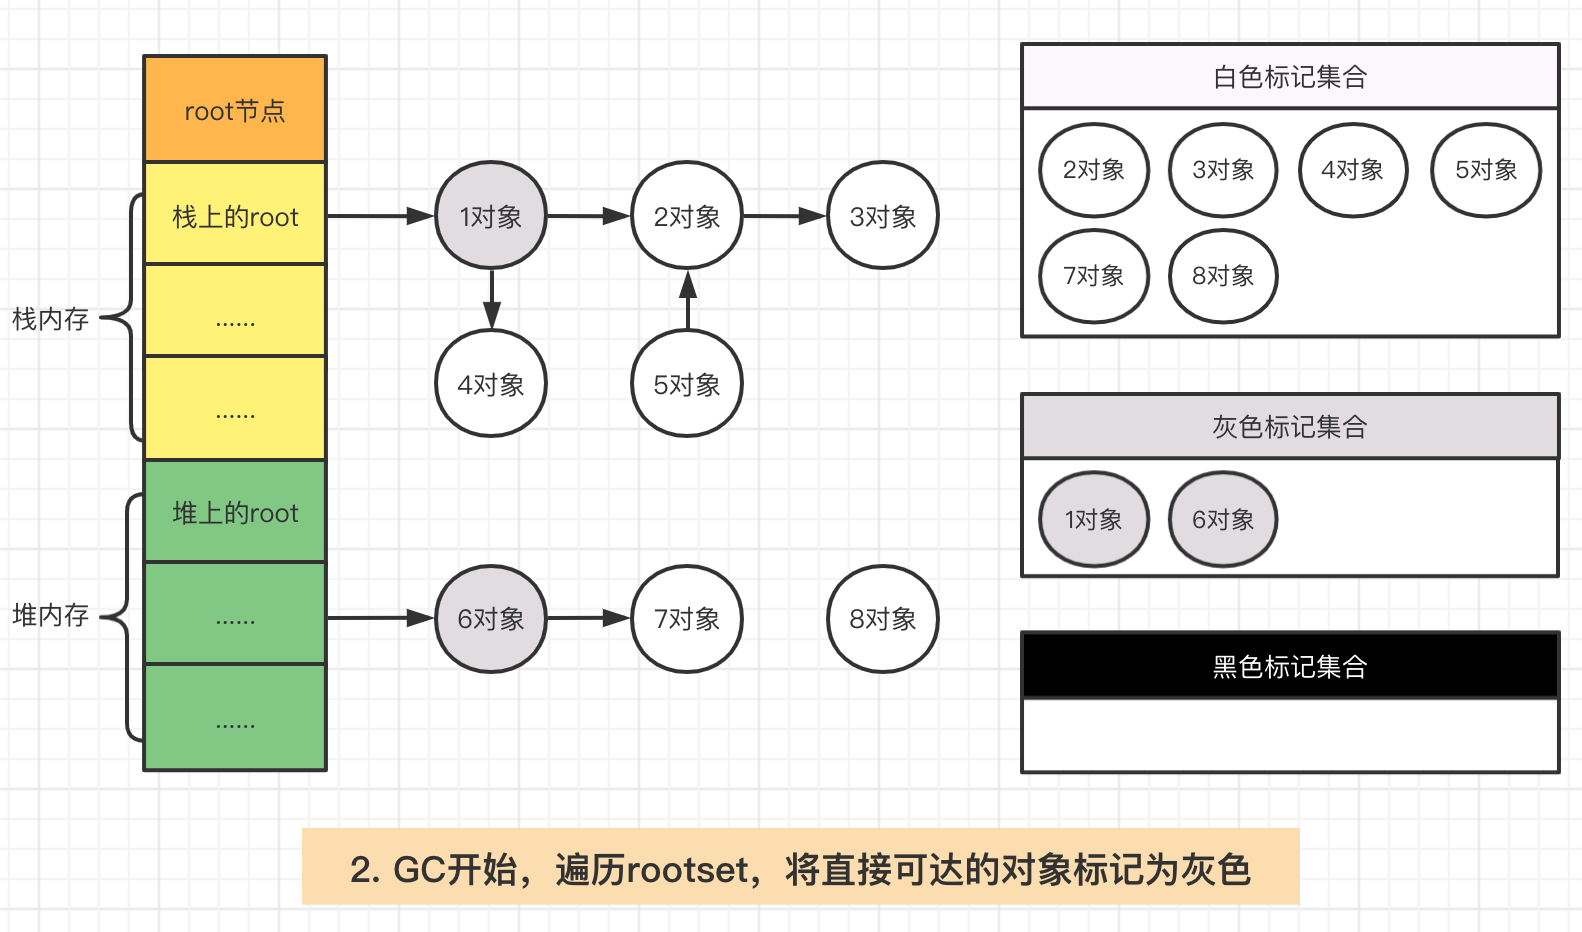 root节点
栈上的root
......
......
堆上的root
......
......
栈内存
堆内存
1对象
2对象
3对象
4对象
5对象
6对象
7对象
8对象
白色标记集合
2对象
3对象
4对象
5对象
7对象
8对象
灰色标记集合
1对象
6对象
黑色标记集合
2. GC开始，遍历rootset，将直接可达的对象标记为灰色